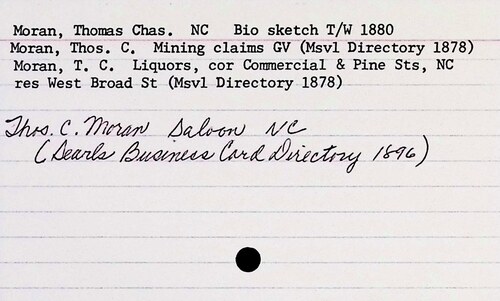 Moran, Thomas Chas. NC Bio sketch T/W 1880
Moran, Thos. C. Mining claims GV (Msvl Directory 1878)
Moran, T. C. Liquors, cor Commercial & Pine Sts, NC
res West Broad St (Msvl Directory 1878)
Thos. C. Moran Saloon NC
(Searls Business Card Directory 1896)